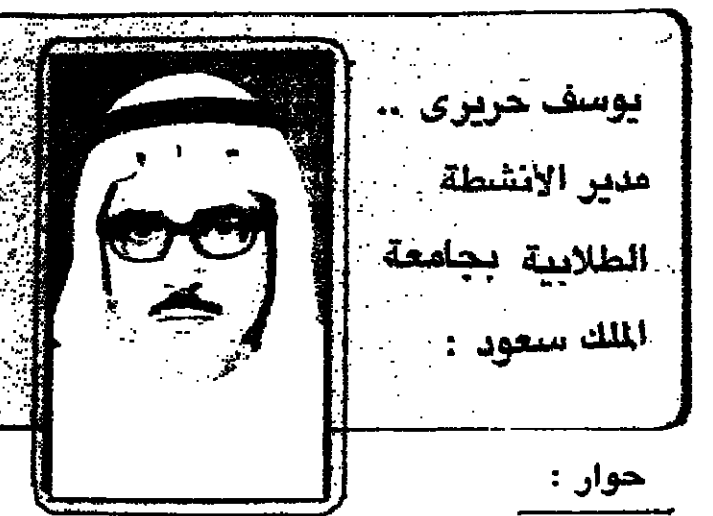 يوسف حريرى ..
مدير الأنشطة
الطلابية بجامعة
الملك سعود :
حوار :